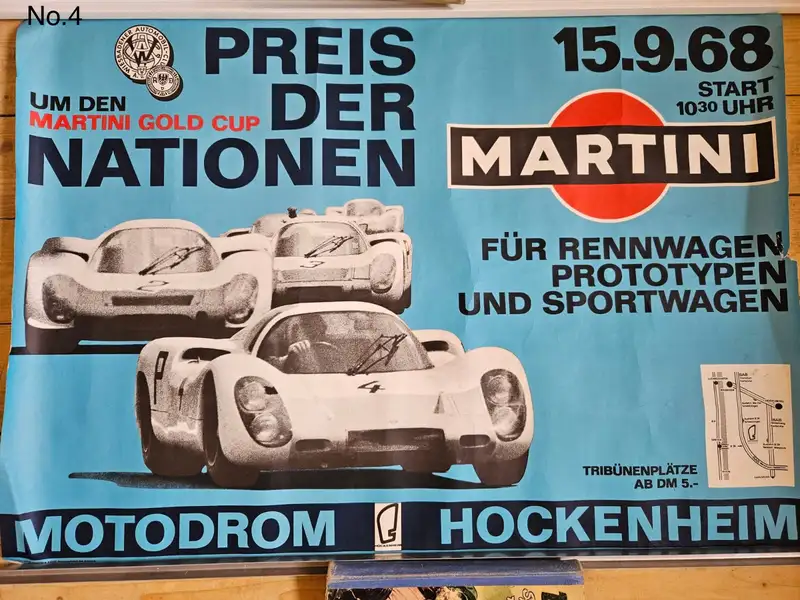 No.4
PREIS
DER
NATIONEN
UM DEN
MARTINI GOLD CUP
15.9.68
START
10³⁰ UHR
MARTINI
FÜR RENNWAGEN
PROTOTYPEN
UND SPORTWAGEN
4
P
TRIBÜNENPLÄTZE
AB DM 5.-
MOTODROM
HOCKENHEIM